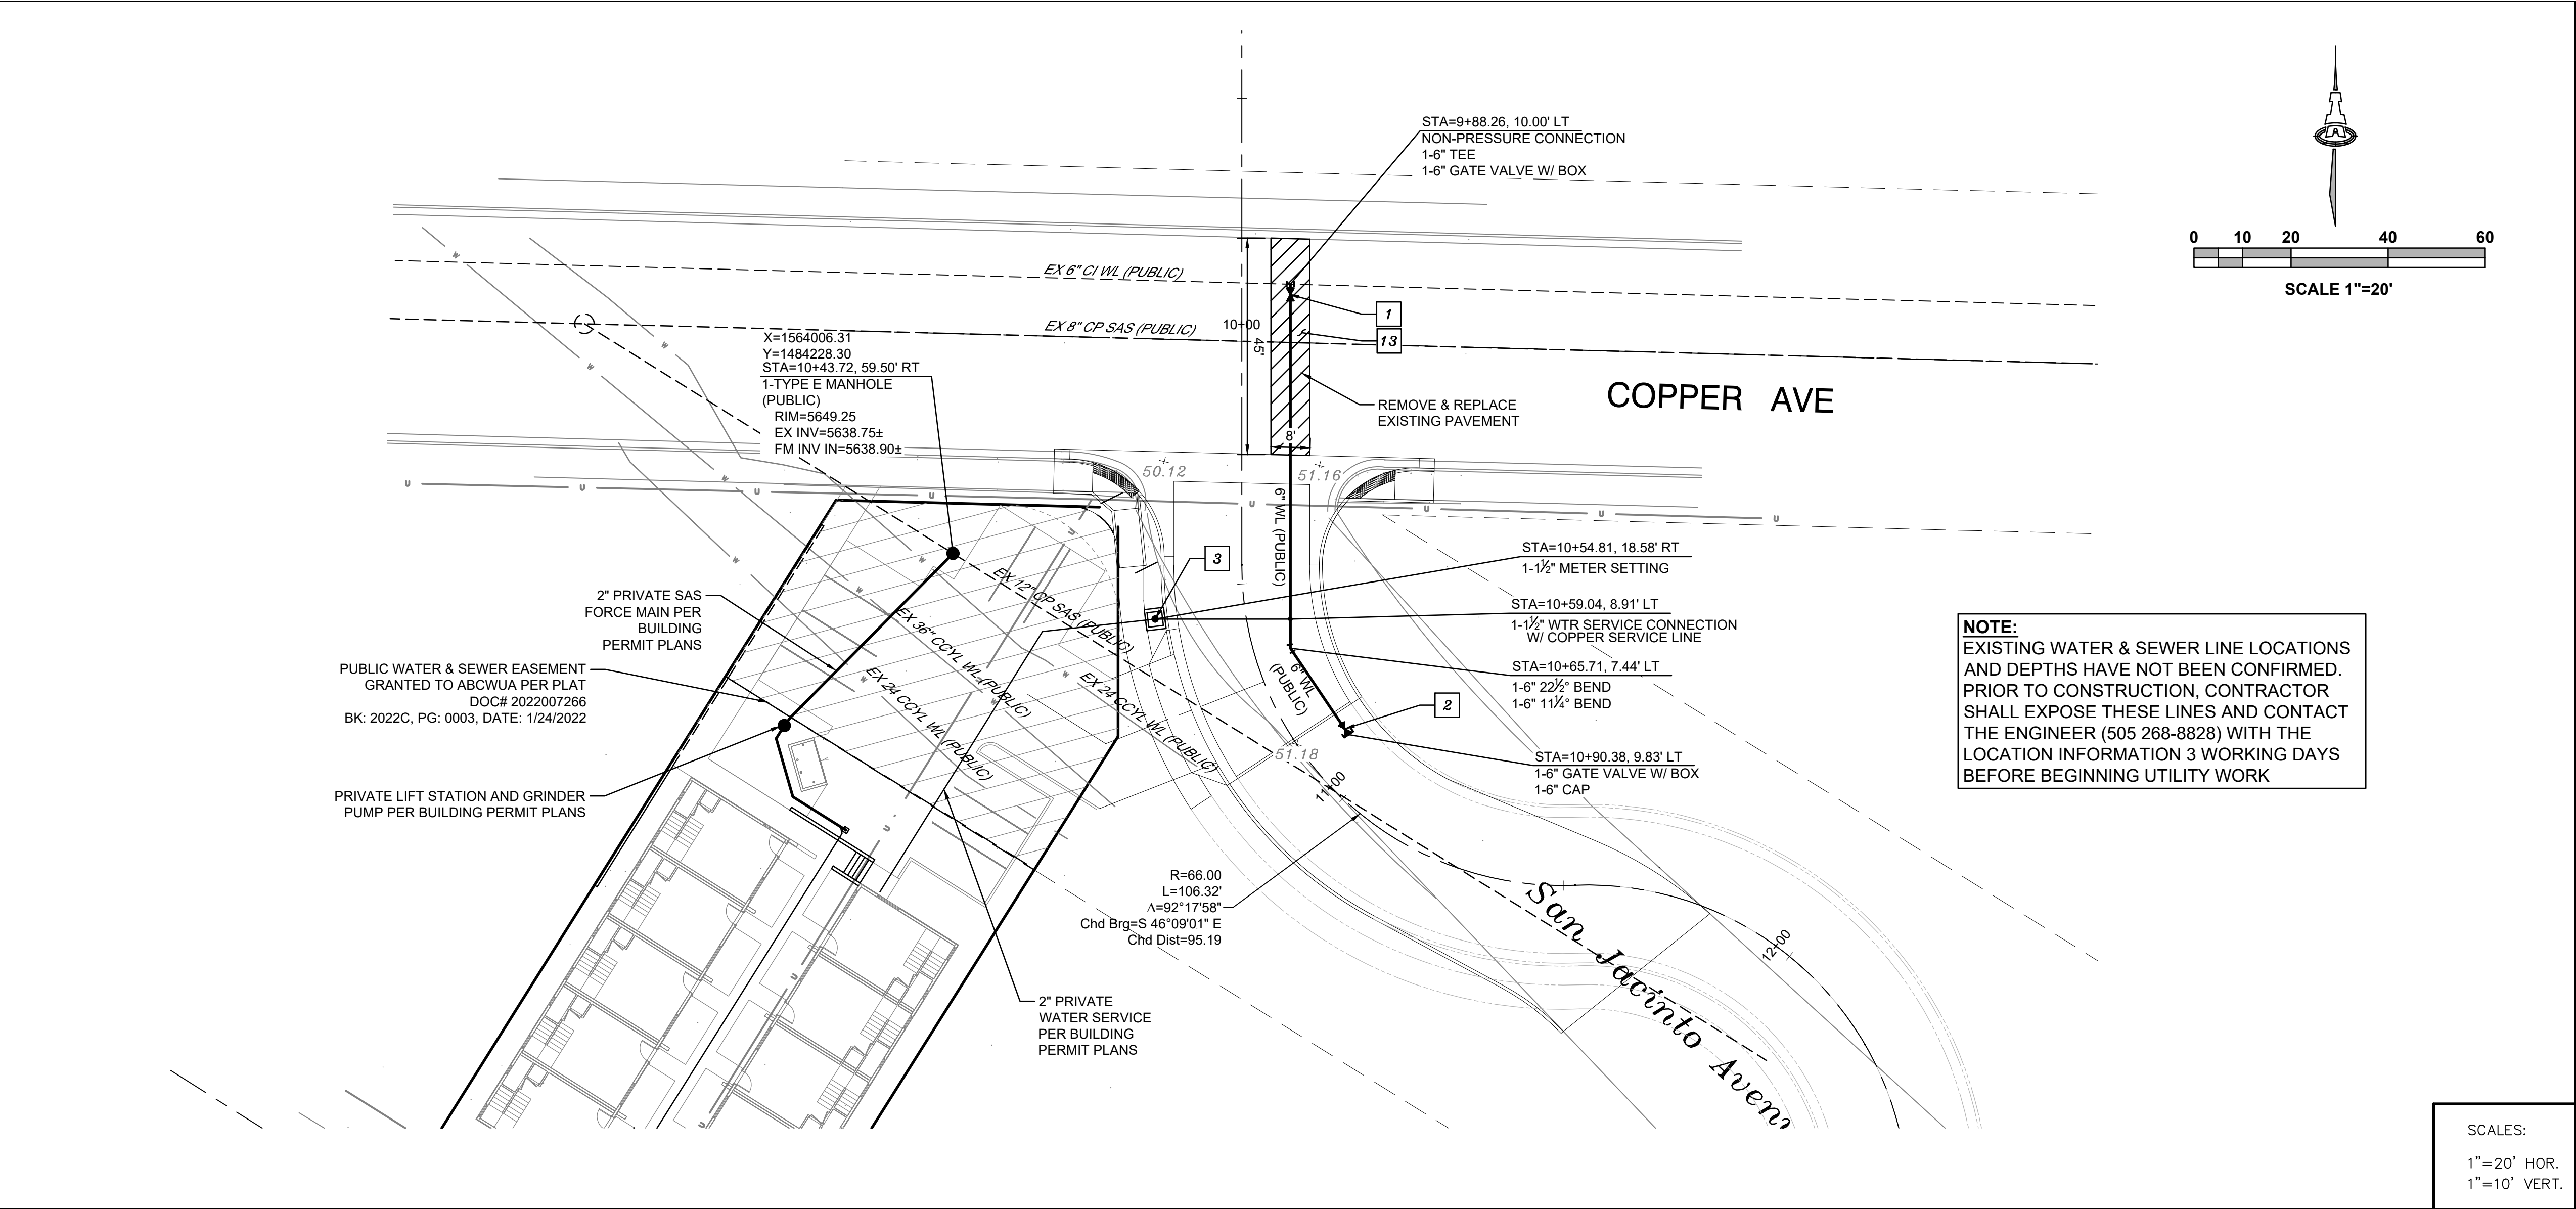 STA=9+88.26, 10.00' LT
NON-PRESSURE CONNECTION
1-6" TEE
1-6" GATE VALVE W/ BOX
0 10 20 40 60
SCALE 1"=20'
EX 6" CI WL (PUBLIC)
EX 8" CP SAS (PUBLIC)
10+00
45'
1
13
X=1564006.31
Y=1484228.30
STA=10+43.72, 59.50' RT
1-TYPE E MANHOLE
(PUBLIC)
RIM=5649.25
EX INV=5638.75±
FM INV IN=5638.90±
REMOVE & REPLACE
EXISTING PAVEMENT
COPPER AVE
8'
50.12
51.16
6" WL (PUBLIC)
3
STA=10+54.81, 18.58' RT
1-1½" METER SETTING
STA=10+59.04, 8.91' LT
1-1½" WTR SERVICE CONNECTION
W/ COPPER SERVICE LINE
STA=10+65.71, 7.44' LT
1-6" 22½° BEND
1-6" 11¼° BEND
6" WL
(PUBLIC)
2
STA=10+90.38, 9.83' LT
1-6" GATE VALVE W/ BOX
1-6" CAP
51.18
11+00
12+00
2" PRIVATE SAS
FORCE MAIN PER
BUILDING
PERMIT PLANS
PUBLIC WATER & SEWER EASEMENT
GRANTED TO ABCWUA PER PLAT
DOC# 2022007266
BK: 2022C, PG: 0003, DATE: 1/24/2022
PRIVATE LIFT STATION AND GRINDER
PUMP PER BUILDING PERMIT PLANS
EX 12" CP SAS (PUBLIC)
EX 36" CCYL WL (PUBLIC)
EX 24 CCYL WL (PUBLIC)
EX 24 CCYL WL (PUBLIC)
R=66.00
L=106.32'
Δ=92°17'58"
Chd Brg=S 46°09'01" E
Chd Dist=95.19
2" PRIVATE
WATER SERVICE
PER BUILDING
PERMIT PLANS
San Jacinto Aven
NOTE:
EXISTING WATER & SEWER LINE LOCATIONS
AND DEPTHS HAVE NOT BEEN CONFIRMED.
PRIOR TO CONSTRUCTION, CONTRACTOR
SHALL EXPOSE THESE LINES AND CONTACT
THE ENGINEER (505 268-8828) WITH THE
LOCATION INFORMATION 3 WORKING DAYS
BEFORE BEGINNING UTILITY WORK
SCALES:
1"=20' HOR.
1"=10' VERT.